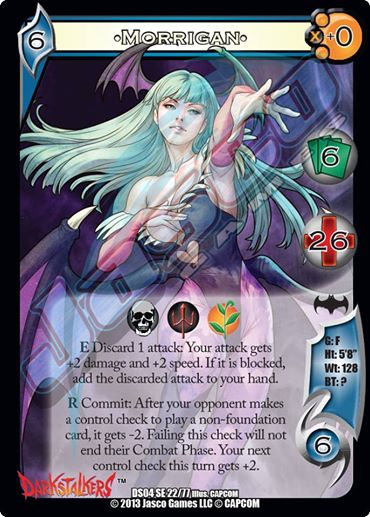 6
·MORRIGAN·
X +0
6
26
E Discard 1 attack: Your attack gets
+2 damage and +2 speed. If it is blocked,
add the discarded attack to your hand.
R Commit: After your opponent makes
a control check to play a non-foundation
card, it gets -2. Failing this check will not
end their Combat Phase. Your next
control check this turn gets +2.
G: F
Ht: 5'8"
Wt: 128
BT: ?
6
DARKSTALKERS™
DS04 SE 22/77 Illus. CAPCOM
© 2013 Jasco Games LLC © CAPCOM